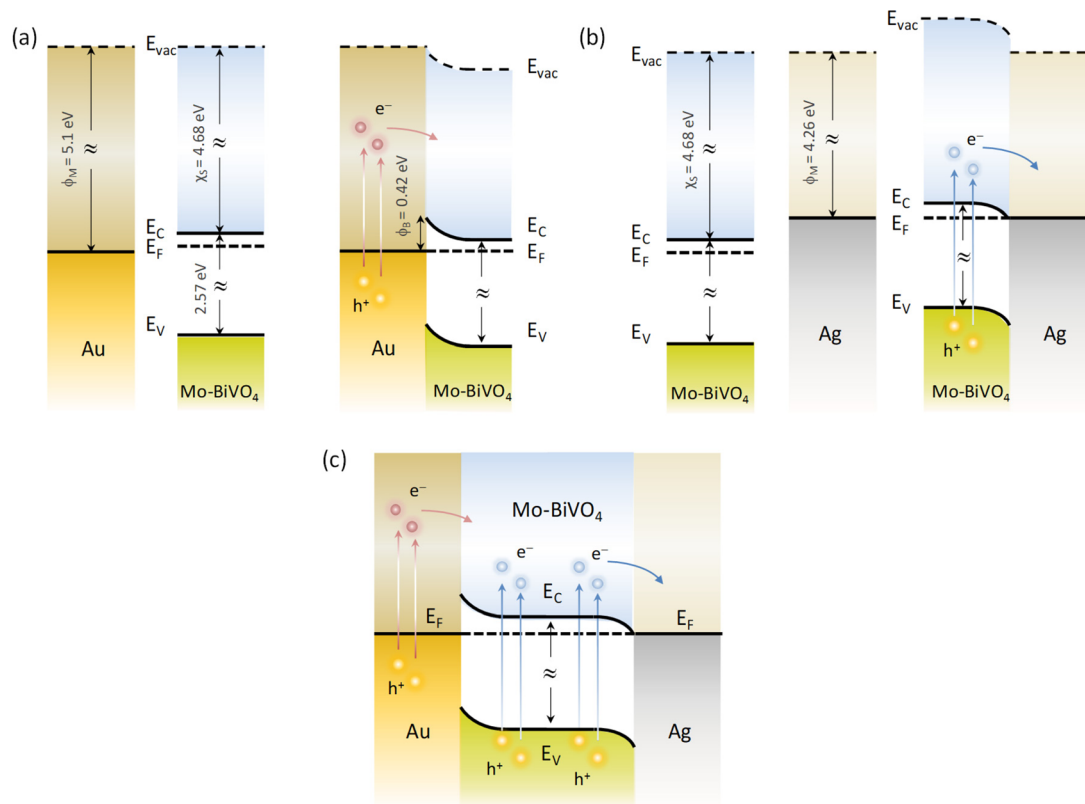 (a)
E_vac
ϕ_M = 5.1 eV
χ_S = 4.68 eV
E_C
E_F
2.57 eV
E_V
Au
Mo-BiVO₄
E_vac
e⁻
ϕ_B = 0.42 eV
E_C
E_F
h⁺
E_V
Au
Mo-BiVO₄
(b)
E_vac
χ_S = 4.68 eV
ϕ_M = 4.26 eV
E_C
E_F
E_V
Mo-BiVO₄
Ag
E_vac
e⁻
E_C
E_F
E_V
h⁺
Mo-BiVO₄
Ag
(c)
e⁻
Mo-BiVO₄
e⁻
e⁻
E_C
E_F
E_F
h⁺
Au
E_V
Ag
h⁺
h⁺